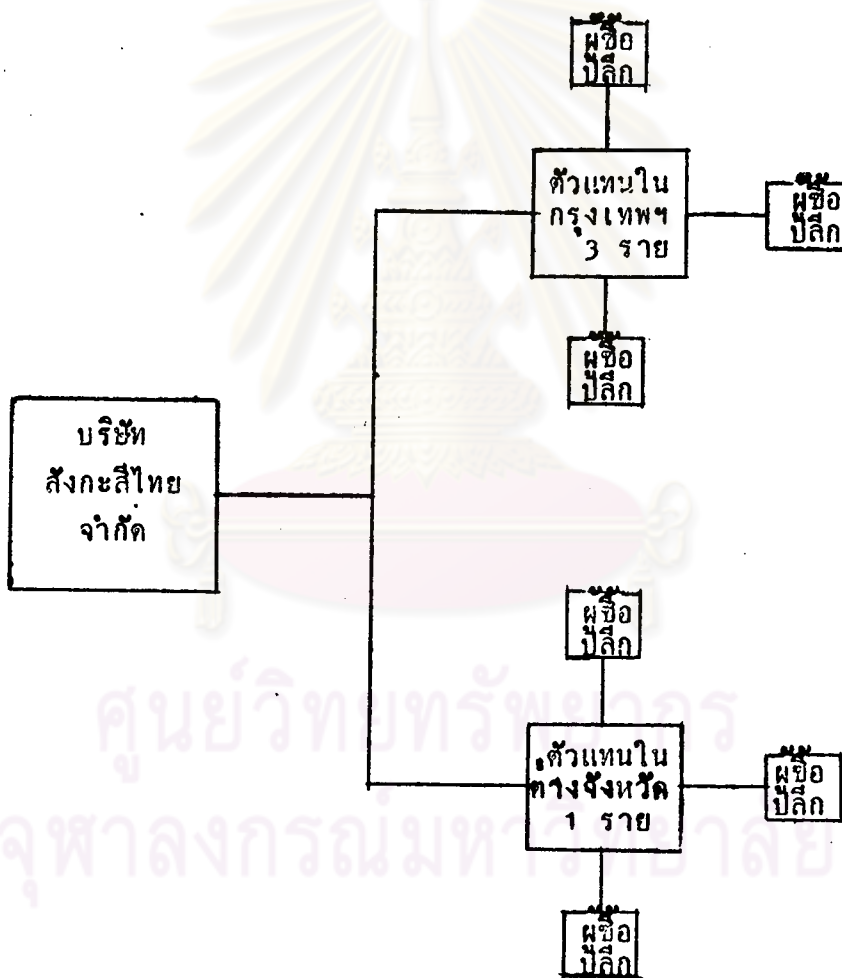 ผู้ซื้อ
ปลีก
ตัวแทนใน
กรุงเทพฯ
3 ราย
ผู้ซื้อ
ปลีก
ผู้ซื้อ
ปลีก
บริษัท
สังกะสีไทย
จำกัด
ผู้ซื้อ
ปลีก
ตัวแทนใน
ต่างจังหวัด
1 ราย
ผู้ซื้อ
ปลีก
ผู้ซื้อ
ปลีก
ศูนย์วิทยทรัพยากร
จุฬาลงกรณ์มหาวิทยาลัย